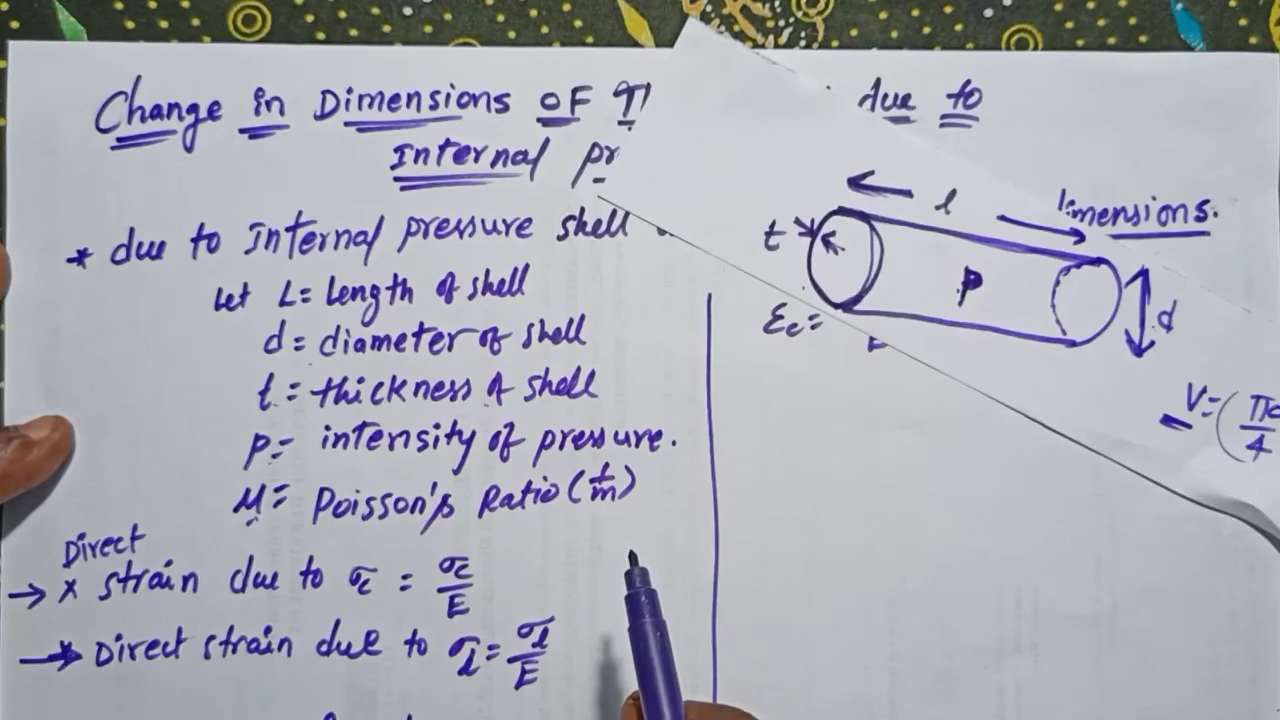 Change in Dimensions OF due to
Internal pr
* due to Internal pressure shell
Let L = Length of shell
d = diameter of shell
t = thickness of shell
P = intensity of pressure.
μ = Poisson's Ratio (1/m)
Direct
→ × strain due to σc = σc/E
→ * Direct strain due to σl = σl/E
l
imensions.
t
p
d
εc =
V = (π
4